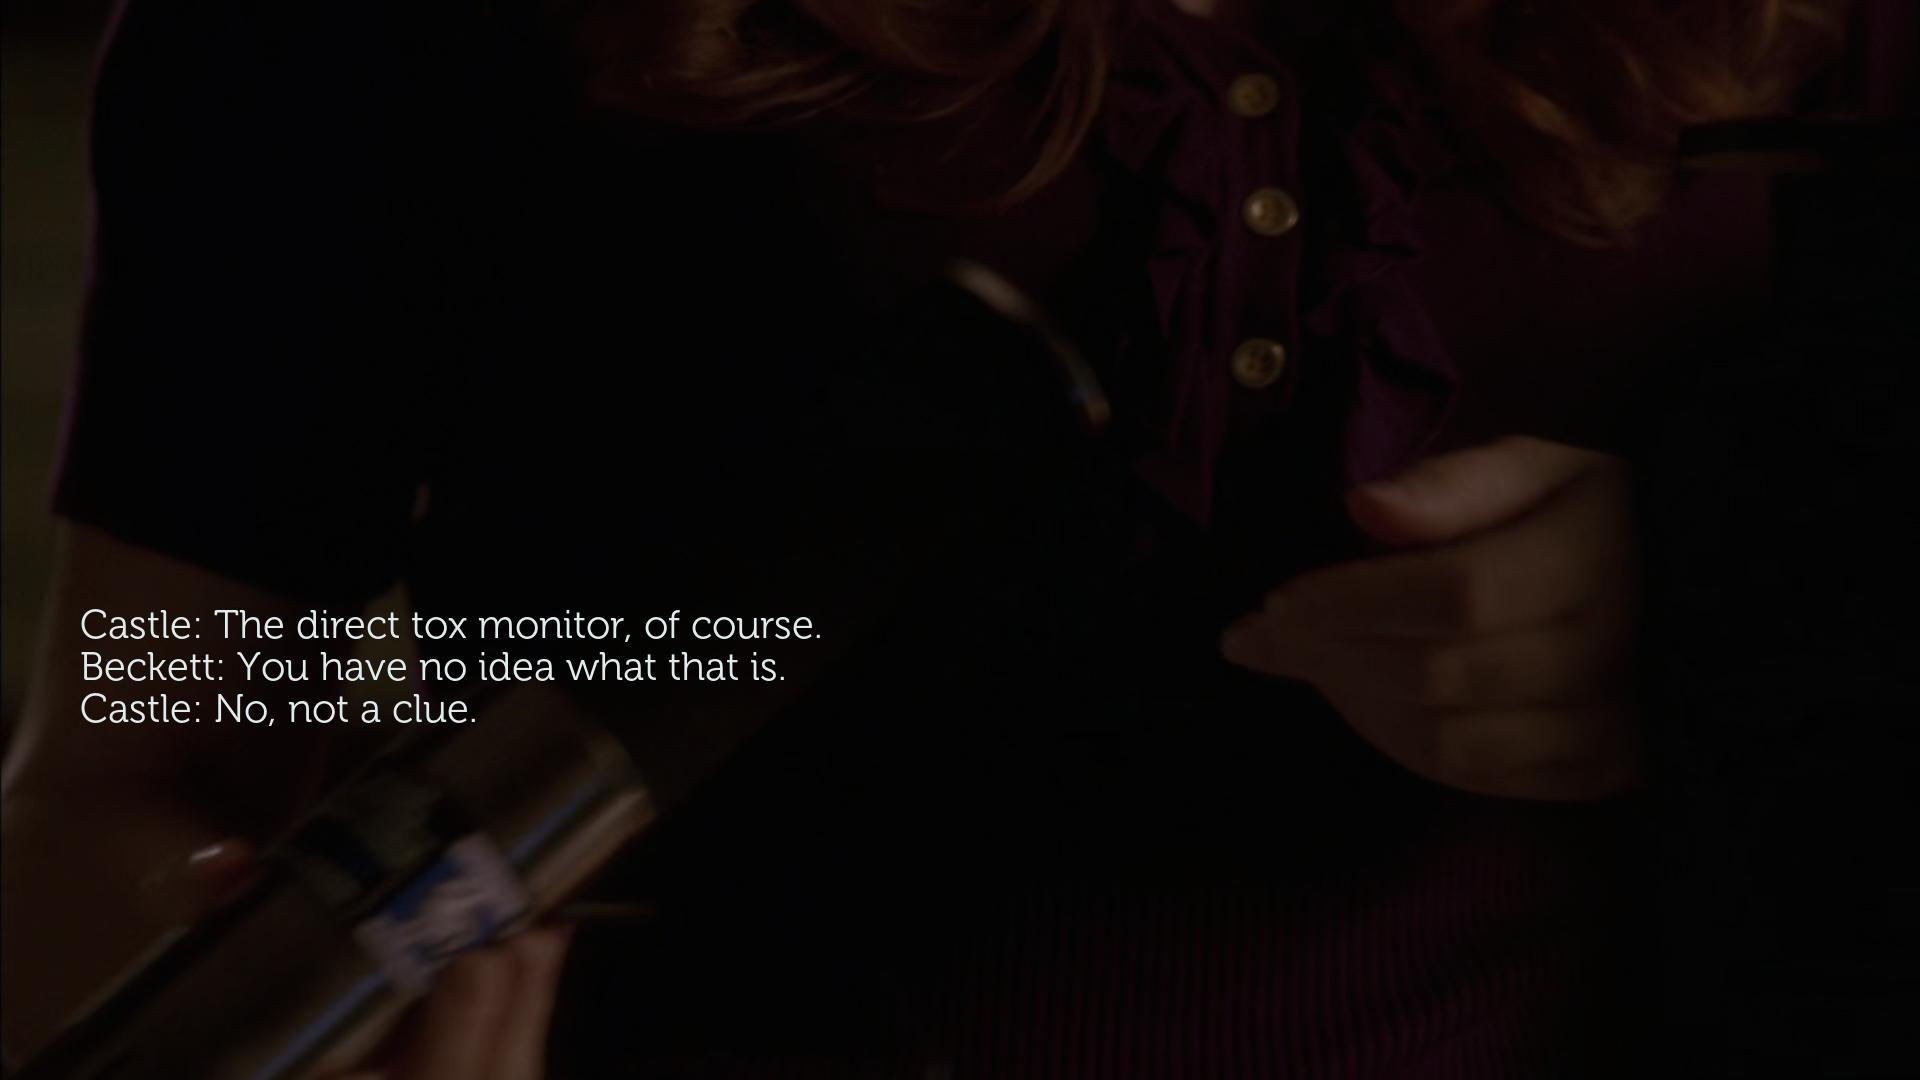 Castle: The direct tox monitor, of course.
Beckett: You have no idea what that is.
Castle: No, not a clue.